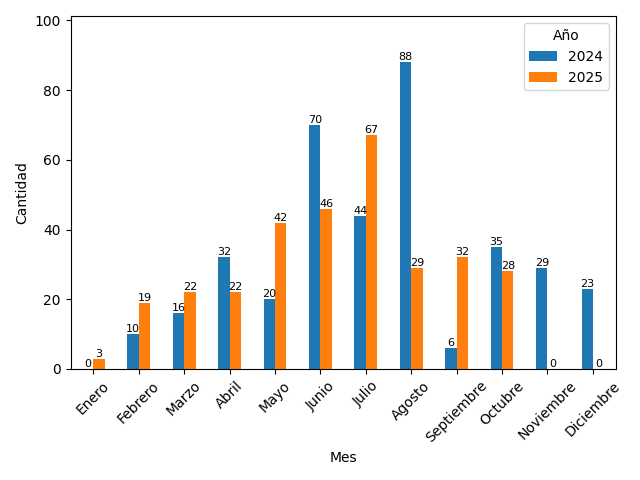 100
80
60
40
20
0
Cantidad
Año
2024
2025
0 3
10 19
16 22
32 22
20 42
70 46
44 67
88 29
6 32
35 28
29 0
23 0
Enero
Febrero
Marzo
Abril
Mayo
Junio
Julio
Agosto
Septiembre
Octubre
Noviembre
Diciembre
Mes